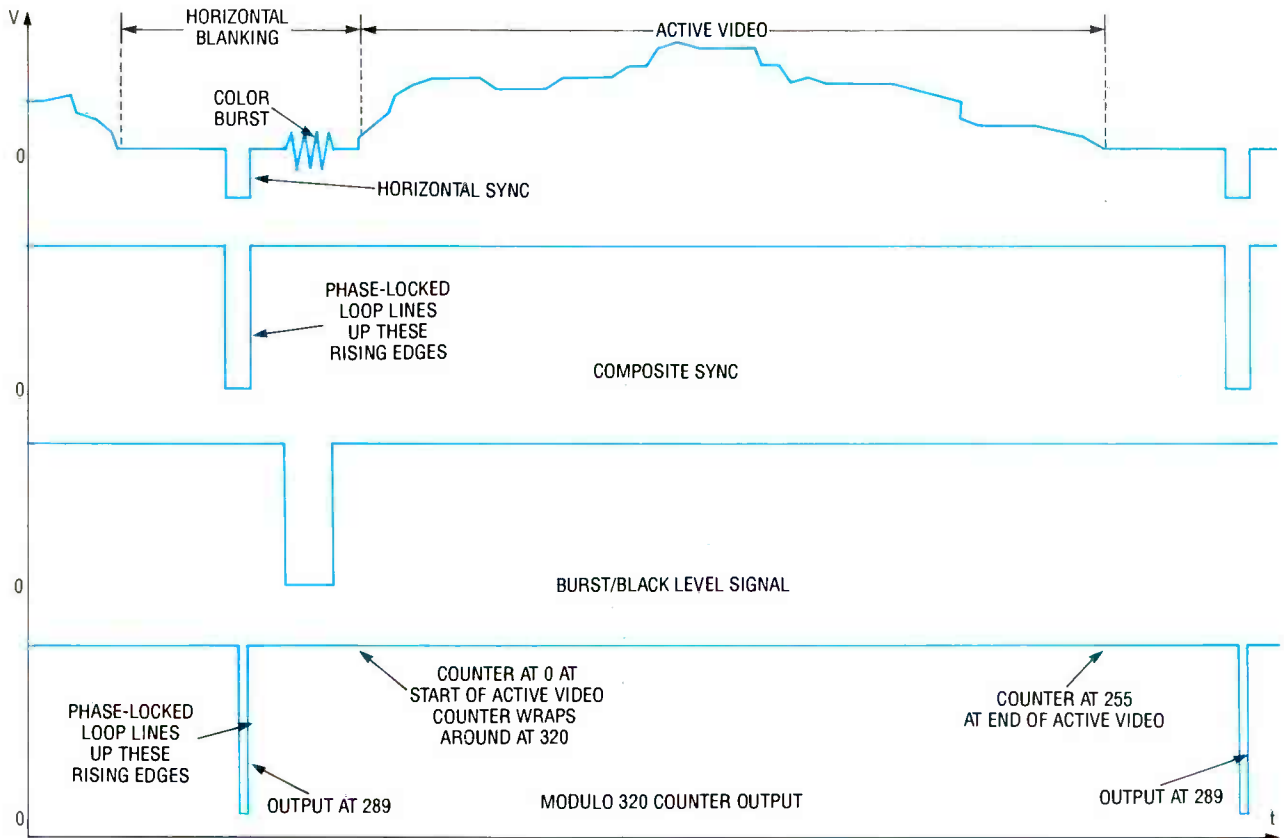 V
HORIZONTAL
BLANKING
ACTIVE VIDEO
COLOR
BURST
0
HORIZONTAL SYNC
PHASE-LOCKED
LOOP LINES
UP THESE
RISING EDGES
COMPOSITE SYNC
0
BURST/BLACK LEVEL SIGNAL
0
COUNTER AT 0 AT
START OF ACTIVE VIDEO
COUNTER WRAPS
AROUND AT 320
COUNTER AT 255
AT END OF ACTIVE VIDEO
PHASE-LOCKED
LOOP LINES
UP THESE
RISING EDGES
OUTPUT AT 289
MODULO 320 COUNTER OUTPUT
OUTPUT AT 289
0
t